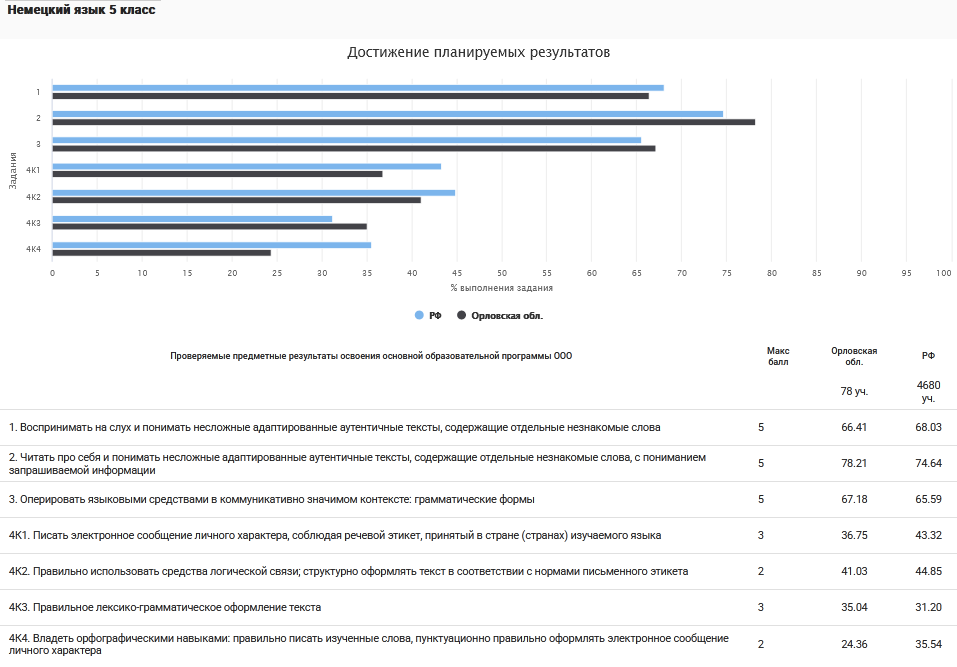 Немецкий язык 5 класс
Достижение планируемых результатов
Задания
1
2
3
4К1
4К2
4К3
4К4
0 5 10 15 20 25 30 35 40 45 50 55 60 65 70 75 80 85 90 95 100
% выполнения задания
РФ Орловская обл.
Проверяемые предметные результаты освоения основной образовательной программы ООО Макс балл Орловская обл. РФ
78 уч. 4680 уч.
1. Воспринимать на слух и понимать несложные адаптированные аутентичные тексты, содержащие отдельные незнакомые слова 5 66.41 68.03
2. Читать про себя и понимать несложные адаптированные аутентичные тексты, содержащие отдельные незнакомые слова, с пониманием
запрашиваемой информации 5 78.21 74.64
3. Оперировать языковыми средствами в коммуникативно значимом контексте: грамматические формы 5 67.18 65.59
4К1. Писать электронное сообщение личного характера, соблюдая речевой этикет, принятый в стране (странах) изучаемого языка 3 36.75 43.32
4К2. Правильно использовать средства логической связи; структурно оформлять текст в соответствии с нормами письменного этикета 2 41.03 44.85
4К3. Правильное лексико-грамматическое оформление текста 3 35.04 31.20
4К4. Владеть орфографическими навыками: правильно писать изученные слова, пунктуационно правильно оформлять электронное сообщение
личного характера 2 24.36 35.54